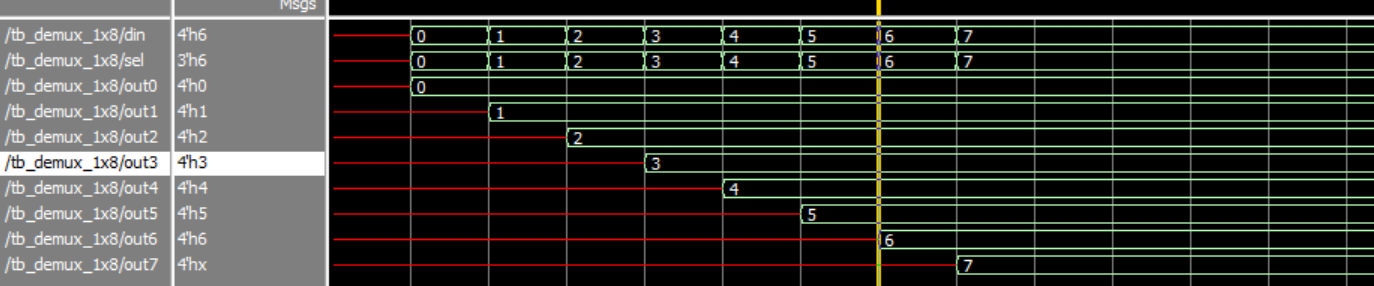 Msgs
/tb_demux_1x8/din 4'h6 0 1 2 3 4 5 6 7
/tb_demux_1x8/sel 3'h6 0 1 2 3 4 5 6 7
/tb_demux_1x8/out0 4'h0 0
/tb_demux_1x8/out1 4'h1 1
/tb_demux_1x8/out2 4'h2 2
/tb_demux_1x8/out3 4'h3 3
/tb_demux_1x8/out4 4'h4 4
/tb_demux_1x8/out5 4'h5 5
/tb_demux_1x8/out6 4'h6 6
/tb_demux_1x8/out7 4'hx 7